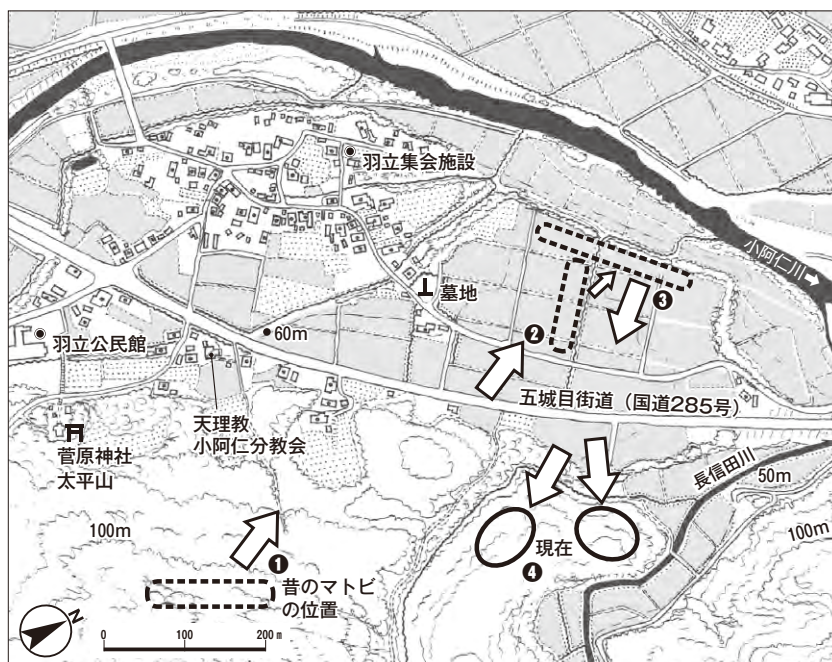 羽立集会施設
小阿仁川
墓地
❸
❷
羽立公民館
60m
五城目街道（国道285号）
天理教
小阿仁分教会
菅原神社
太平山
長信田川
50m
100m
100m
現在
❶
❹
昔のマトビ
の位置
N
0
100
200 m